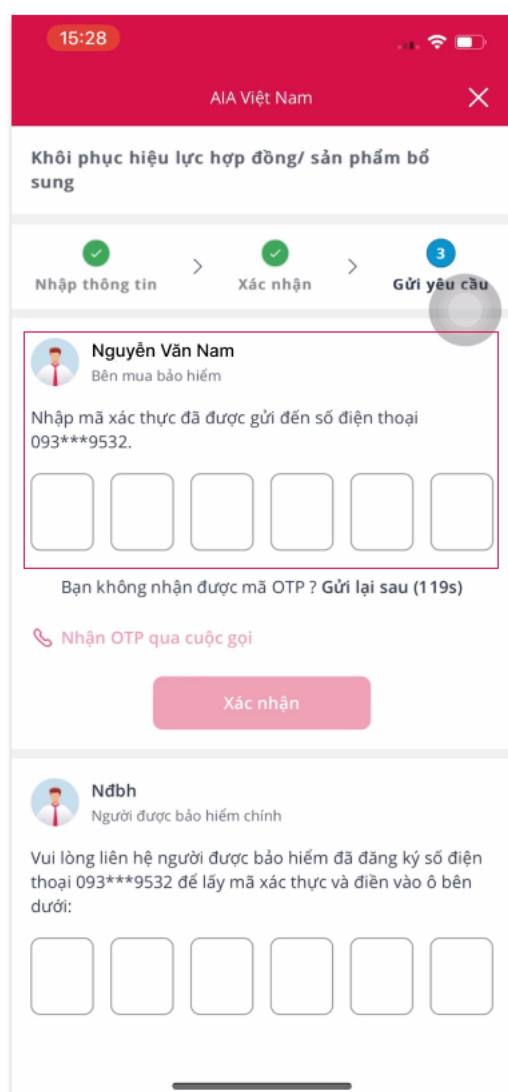 15:28
AIA Việt Nam
Khôi phục hiệu lực hợp đồng/ sản phẩm bổ
sung
3
Nhập thông tin
Xác nhận
Gửi yêu cầu
Nguyễn Văn Nam
Bên mua bảo hiểm
Nhập mã xác thực đã được gửi đến số điện thoại
093***9532.
Bạn không nhận được mã OTP ? Gửi lại sau (119s)
Nhận OTP qua cuộc gọi
Xác nhận
Nđbh
Người được bảo hiểm chính
Vui lòng liên hệ người được bảo hiểm đã đăng ký số điện
thoại 093***9532 để lấy mã xác thực và điền vào ô bên
dưới: